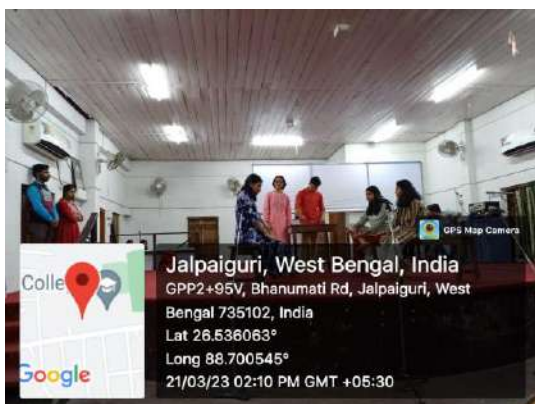 GPS Map Camera
Colle
Google
Jalpaiguri, West Bengal, India
GPP2+95V, Bhanumati Rd, Jalpaiguri, West
Bengal 735102, India
Lat 26.536063°
Long 88.700545°
21/03/23 02:10 PM GMT +05:30